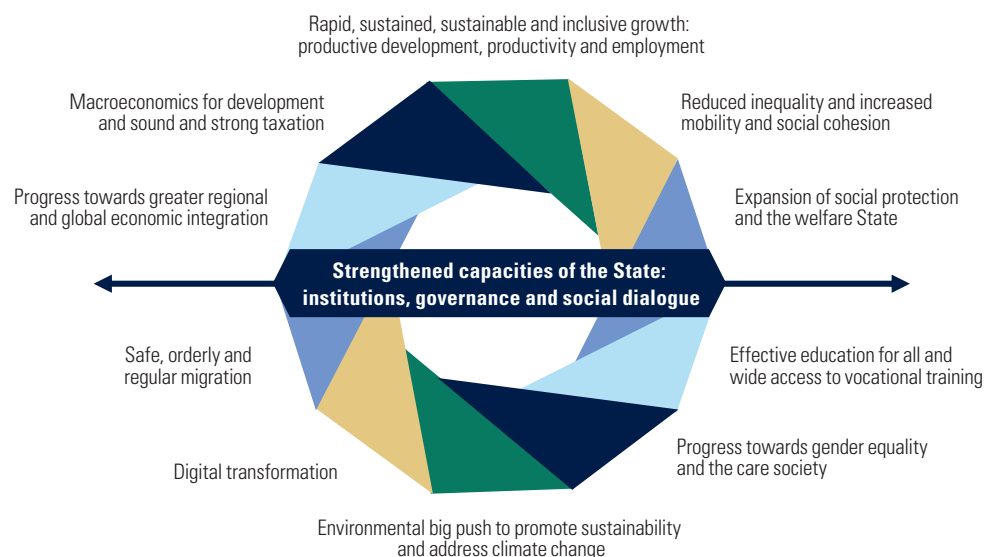 Rapid, sustained, sustainable and inclusive growth:
productive development, productivity and employment
Macroeconomics for development
and sound and strong taxation
Reduced inequality and increased
mobility and social cohesion
Progress towards greater regional
and global economic integration
Expansion of social protection
and the welfare State
Strengthened capacities of the State:
institutions, governance and social dialogue
Safe, orderly and
regular migration
Effective education for all and
wide access to vocational training
Digital transformation
Progress towards gender equality
and the care society
Environmental big push to promote sustainability
and address climate change